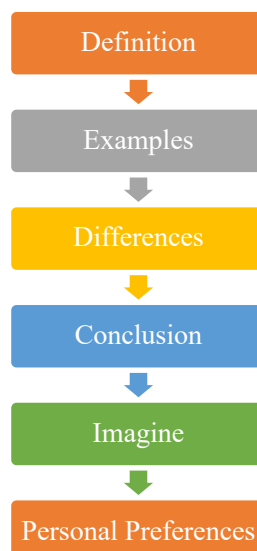 Definition
Examples
Differences
Conclusion
Imagine
Personal Preferences